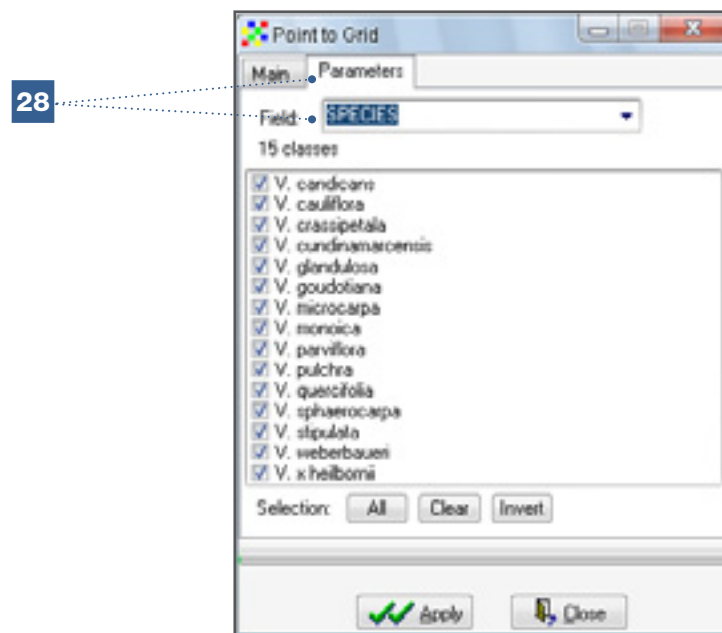 Point to Grid
Main Parameters
28
Field: SPECIES
15 classes
V. candicans
V. cauliflora
V. crassipetala
V. cundinamarcensis
V. glandulosa
V. goudotiana
V. microcarpa
V. monoica
V. parviflora
V. pulchra
V. quercifolia
V. sphaerocarpa
V. stipulata
V. weberbaueri
V. x heilbornii
Selection: All Clear Invert
Apply Close